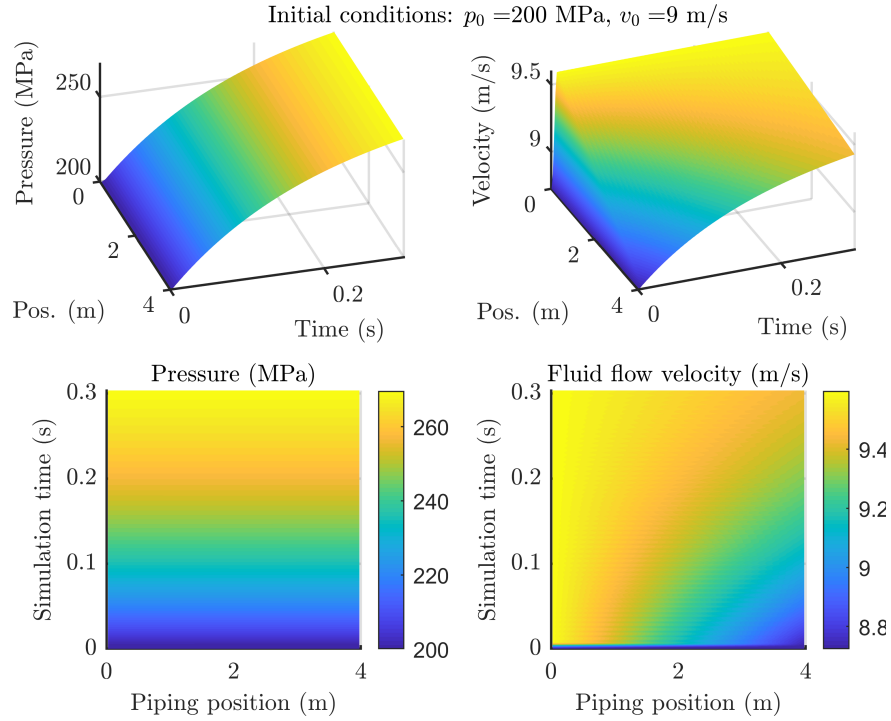 Initial conditions: p₀ =200 MPa, v₀ =9 m/s
Pressure (MPa)
250
200
0
2
4
Pos. (m)
0
0.2
Time (s)
Velocity (m/s)
9.5
9
0
2
4
Pos. (m)
0
0.2
Time (s)
Pressure (MPa)
Simulation time (s)
0.3
0.2
0.1
0
0
2
4
Piping position (m)
260
240
220
200
Fluid flow velocity (m/s)
Simulation time (s)
0.3
0.2
0.1
0
0
2
4
Piping position (m)
9.4
9.2
9
8.8